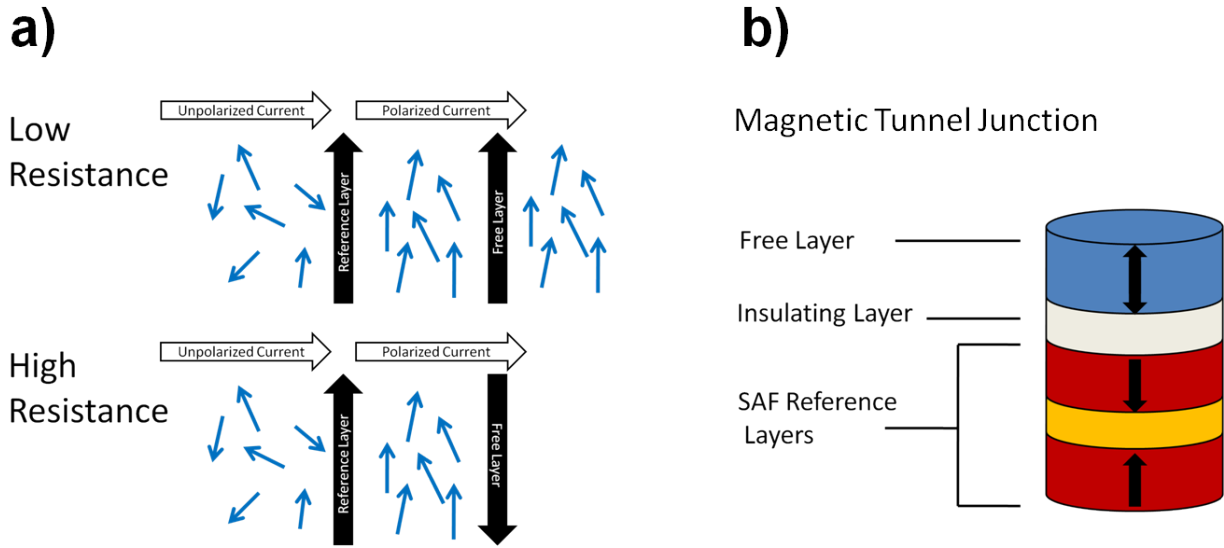 a)
Low
Resistance
Unpolarized Current
Polarized Current
Reference Layer
Free Layer
High
Resistance
Unpolarized Current
Polarized Current
Reference Layer
Free Layer
b)
Magnetic Tunnel Junction
Free Layer
Insulating Layer
SAF Reference
Layers